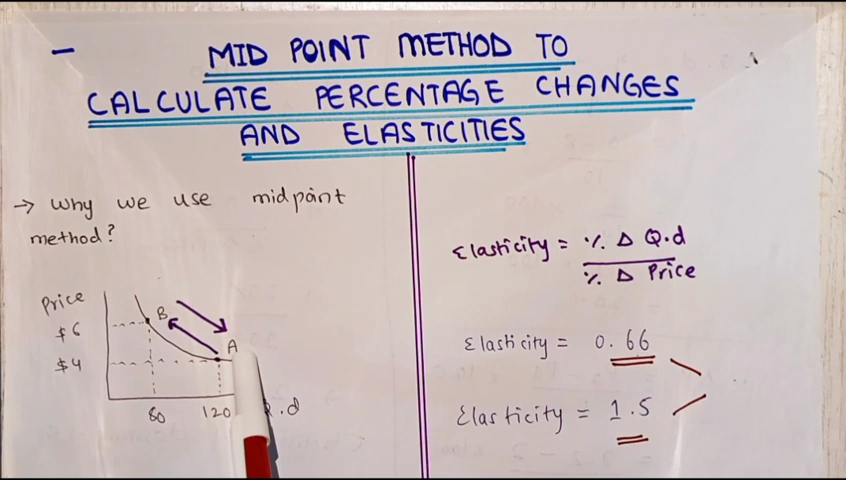 MID POINT METHOD TO
CALCULATE PERCENTAGE CHANGES
AND ELASTICITIES
→ Why we use midpoint
method?
Price
$6
$4
B
A
80
120
Q.d
Elasticity = % Δ Q.d
% Δ Price
Elasticity = 0.66
Elasticity = 1.5